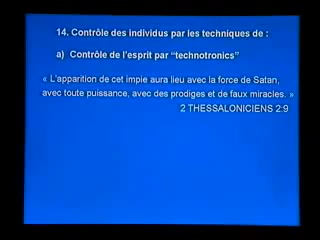 14. Contrôle des individus par les techniques de :
a) Contrôle de l'esprit par “technotronics”
« L'apparition de cet impie aura lieu avec la force de Satan,
avec toute puissance, avec des prodiges et de faux miracles. »
2 THESSALONICIENS 2:9